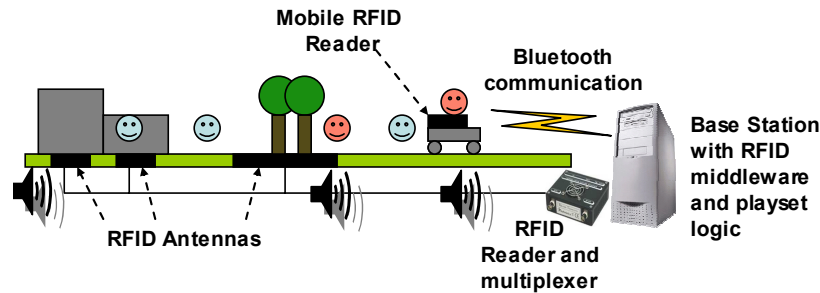 Mobile RFID
Reader
Bluetooth
communication
Base Station
with RFID
middleware
and playset
logic
RFID Antennas
RFID
Reader and
multiplexer